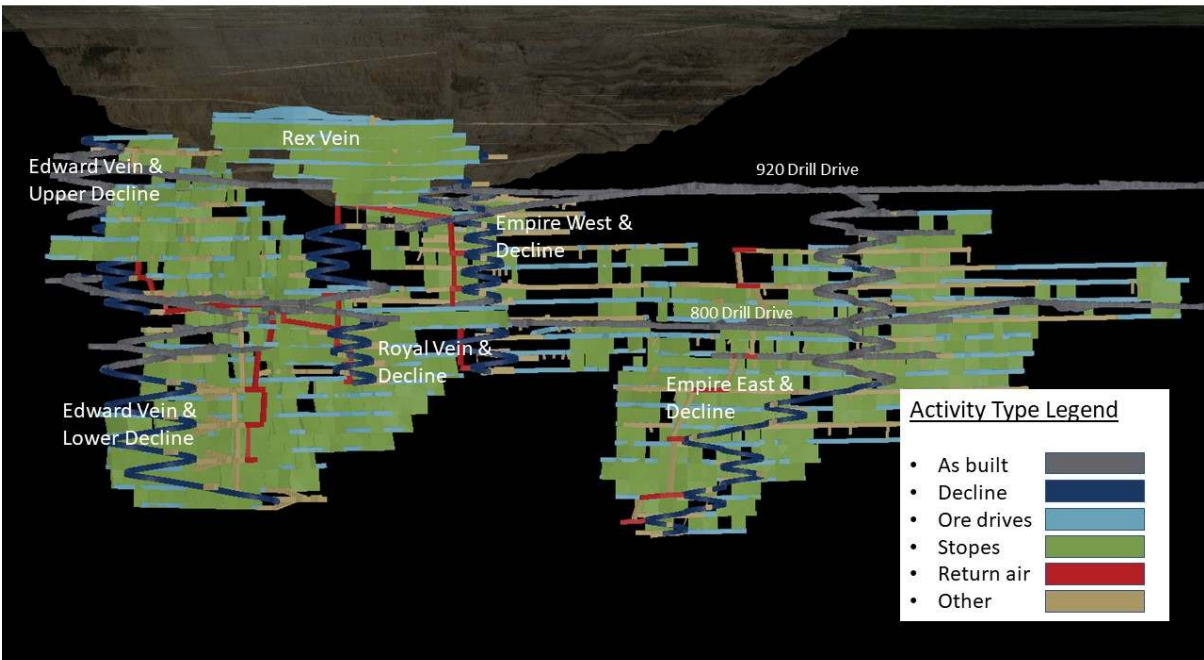 Rex Vein
Edward Vein &
Upper Decline
920 Drill Drive
Empire West &
Decline
800 Drill Drive
Royal Vein &
Decline
Empire East &
Decline
Edward Vein &
Lower Decline
Activity Type Legend
• As built
• Decline
• Ore drives
• Stopes
• Return air
• Other